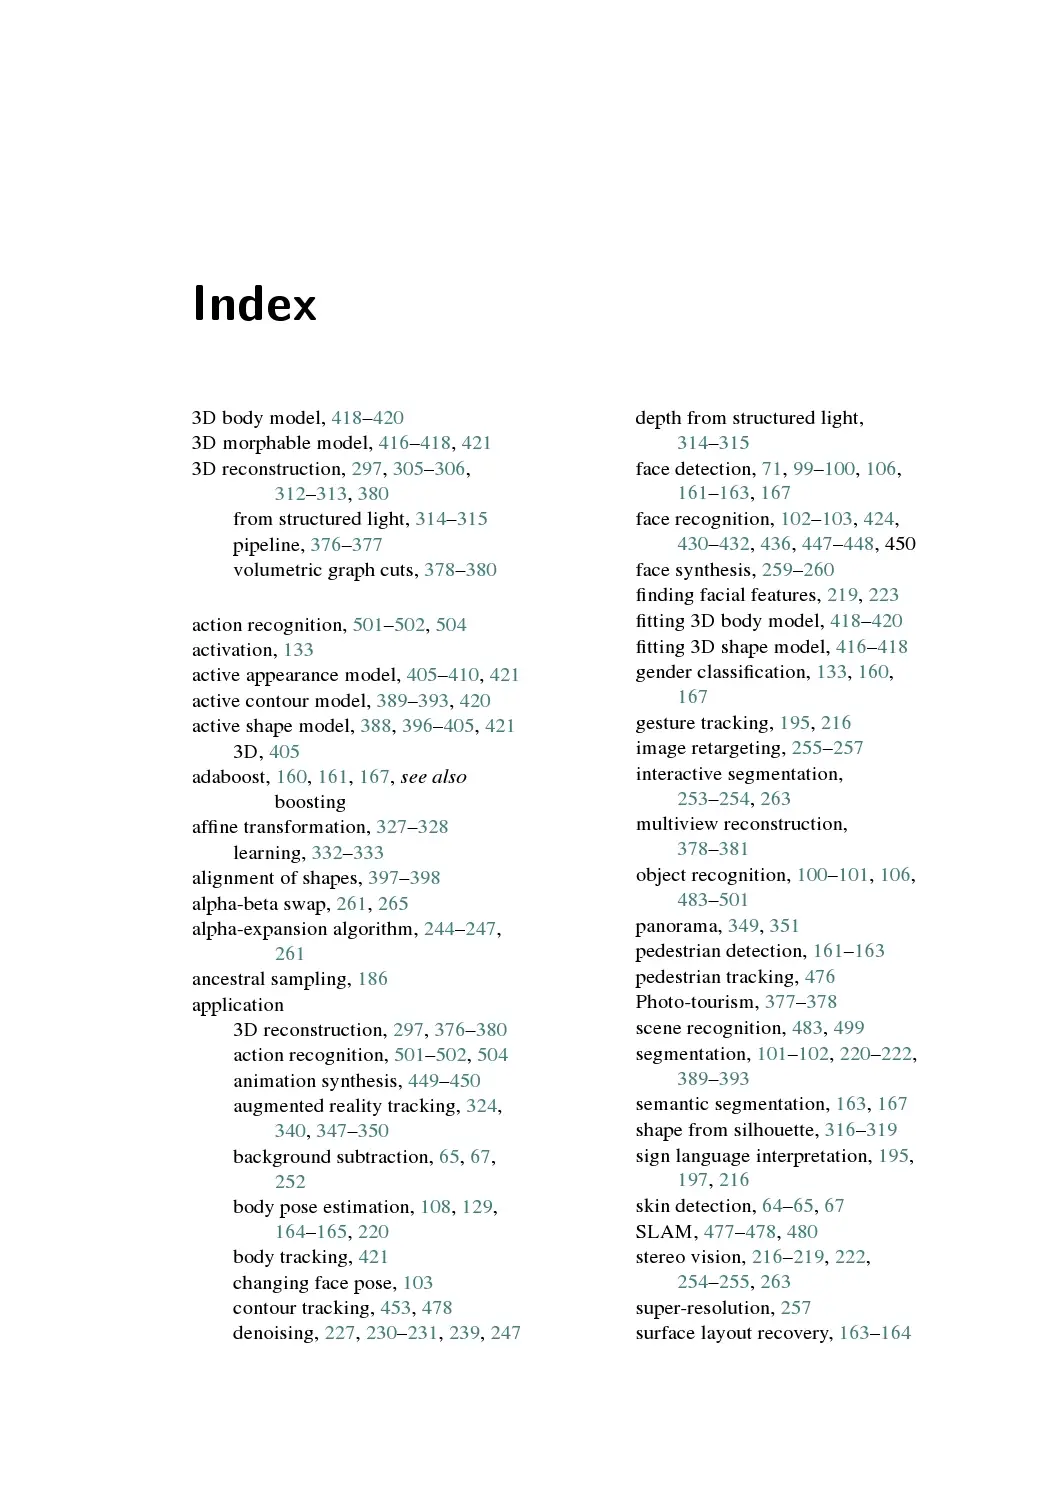 Index
3D body model, 418–420
3D morphable model, 416–418, 421
3D reconstruction, 297, 305–306,
312–313, 380
from structured light, 314–315
pipeline, 376–377
volumetric graph cuts, 378–380
action recognition, 501–502, 504
activation, 133
active appearance model, 405–410, 421
active contour model, 389–393, 420
active shape model, 388, 396–405, 421
3D, 405
adaboost, 160, 161, 167, see also
boosting
affine transformation, 327–328
learning, 332–333
alignment of shapes, 397–398
alpha-beta swap, 261, 265
alpha-expansion algorithm, 244–247,
261
ancestral sampling, 186
application
3D reconstruction, 297, 376–380
action recognition, 501–502, 504
animation synthesis, 449–450
augmented reality tracking, 324,
340, 347–350
background subtraction, 65, 67,
252
body pose estimation, 108, 129,
164–165, 220
body tracking, 421
changing face pose, 103
contour tracking, 453, 478
denoising, 227, 230–231, 239, 247
depth from structured light,
314–315
face detection, 71, 99–100, 106,
161–163, 167
face recognition, 102–103, 424,
430–432, 436, 447–448, 450
face synthesis, 259–260
finding facial features, 219, 223
fitting 3D body model, 418–420
fitting 3D shape model, 416–418
gender classification, 133, 160,
167
gesture tracking, 195, 216
image retargeting, 255–257
interactive segmentation,
253–254, 263
multiview reconstruction,
378–381
object recognition, 100–101, 106,
483–501
panorama, 349, 351
pedestrian detection, 161–163
pedestrian tracking, 476
Photo-tourism, 377–378
scene recognition, 483, 499
segmentation, 101–102, 220–222,
389–393
semantic segmentation, 163, 167
shape from silhouette, 316–319
sign language interpretation, 195,
197, 216
skin detection, 64–65, 67
SLAM, 477–478, 480
stereo vision, 216–219, 222,
254–255, 263
super-resolution, 257
surface layout recovery, 163–164